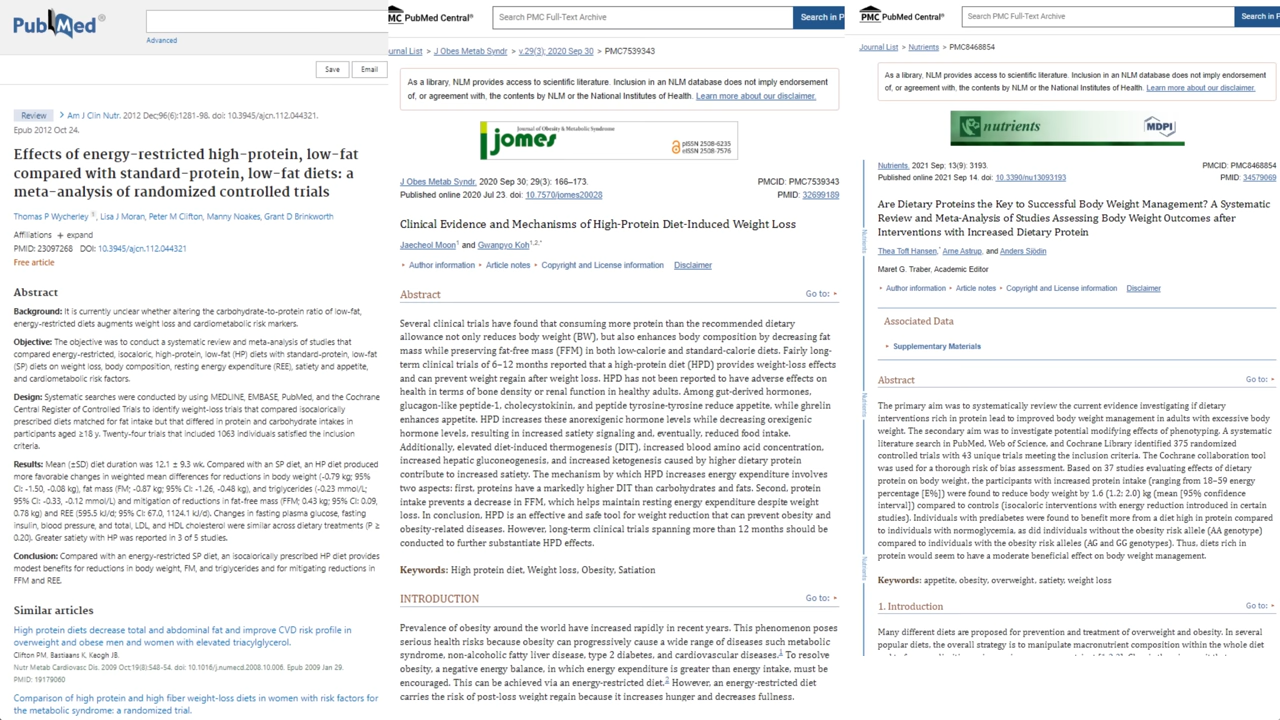 PubMed®
Advanced
Save
Email
Review
Am J Clin Nutr. 2012 Dec;96(6):1281-98. doi: 10.3945/ajcn.112.044321.
Epub 2012 Oct 24.
Effects of energy-restricted high-protein, low-fat
compared with standard-protein, low-fat diets: a
meta-analysis of randomized controlled trials
Thomas P Wycherley 1, Lisa J Moran, Peter M Clifton, Manny Noakes, Grant D Brinkworth
Affiliations + expand
PMID: 23097268 DOI: 10.3945/ajcn.112.044321
Free article
Abstract
Background: It is currently unclear whether altering the carbohydrate-to-protein ratio of low-fat,
energy-restricted diets augments weight loss and cardiometabolic risk markers.
Objective: The objective was to conduct a systematic review and meta-analysis of studies that
compared energy-restricted, isocaloric, high-protein, low-fat (HP) diets with standard-protein, low-fat
(SP) diets on weight loss, body composition, resting energy expenditure (REE), satiety and appetite,
and cardiometabolic risk factors.
Design: Systematic searches were conducted by using MEDLINE, EMBASE, PubMed, and the Cochrane
Central Register of Controlled Trials to identify weight-loss trials that compared isocalorically
prescribed diets matched for fat intake but that differed in protein and carbohydrate intakes in
participants aged ≥18 y. Twenty-four trials that included 1063 individuals satisfied the inclusion
criteria.
Results: Mean (±SD) diet duration was 12.1 ± 9.3 wk. Compared with an SP diet, an HP diet produced
more favorable changes in weighted mean differences for reductions in body weight (-0.79 kg; 95%
CI: -1.50, -0.08 kg), fat mass (FM; -0.87 kg; 95% CI: -1.26, -0.48 kg), and triglycerides (-0.23 mmol/L;
95% CI: -0.33, -0.12 mmol/L) and mitigation of reductions in fat-free mass (FFM; 0.43 kg; 95% CI: 0.09,
0.78 kg) and REE (595.5 kJ/d; 95% CI: 67.0, 1124.1 kJ/d). Changes in fasting plasma glucose, fasting
insulin, blood pressure, and total, LDL, and HDL cholesterol were similar across dietary treatments (P ≥
0.20). Greater satiety with HP was reported in 3 of 5 studies.
Conclusion: Compared with an energy-restricted SP diet, an isocalorically prescribed HP diet provides
modest benefits for reductions in body weight, FM, and triglycerides and for mitigating reductions in
FFM and REE.
Similar articles
High protein diets decrease total and abdominal fat and improve CVD risk profile in
overweight and obese men and women with elevated triacylglycerol.
Clifton PM, Bastiaans K, Keogh JB.
Nutr Metab Cardiovasc Dis. 2009 Oct;19(8):548-54. doi: 10.1016/j.numecd.2008.10.006. Epub 2009 Jan 29.
PMID: 19179060
Comparison of high protein and high fiber weight-loss diets in women with risk factors for
the metabolic syndrome: a randomized trial.
PMC PubMed Central®
Search PMC Full-Text Archive
Search in P
urnal List > J Obes Metab Syndr > v.29(3); 2020 Sep 30 > PMC7539343
As a library, NLM provides access to scientific literature. Inclusion in an NLM database does not imply endorsement
of, or agreement with, the contents by NLM or the National Institutes of Health. Learn more about our disclaimer.
Journal of Obesity & Metabolic Syndrome
jomes
pISSN 2508-6235
eISSN 2508-7576
J Obes Metab Syndr. 2020 Sep 30; 29(3): 166–173.
PMCID: PMC7539343
Published online 2020 Jul 23. doi: 10.7570/jomes20028
PMID: 32699189
Clinical Evidence and Mechanisms of High-Protein Diet-Induced Weight Loss
Jaecheol Moon1 and Gwanpyo Koh1,2,*
Author information Article notes Copyright and License information Disclaimer
Abstract
Go to:
Several clinical trials have found that consuming more protein than the recommended dietary
allowance not only reduces body weight (BW), but also enhances body composition by decreasing fat
mass while preserving fat-free mass (FFM) in both low-calorie and standard-calorie diets. Fairly long-
term clinical trials of 6–12 months reported that a high-protein diet (HPD) provides weight-loss effects
and can prevent weight regain after weight loss. HPD has not been reported to have adverse effects on
health in terms of bone density or renal function in healthy adults. Among gut-derived hormones,
glucagon-like peptide-1, cholecystokinin, and peptide tyrosine-tyrosine reduce appetite, while ghrelin
enhances appetite. HPD increases these anorexigenic hormone levels while decreasing orexigenic
hormone levels, resulting in increased satiety signaling and, eventually, reduced food intake.
Additionally, elevated diet-induced thermogenesis (DIT), increased blood amino acid concentration,
increased hepatic gluconeogenesis, and increased ketogenesis caused by higher dietary protein
contribute to increased satiety. The mechanism by which HPD increases energy expenditure involves
two aspects: first, proteins have a markedly higher DIT than carbohydrates and fats. Second, protein
intake prevents a decrease in FFM, which helps maintain resting energy expenditure despite weight
loss. In conclusion, HPD is an effective and safe tool for weight reduction that can prevent obesity and
obesity-related diseases. However, long-term clinical trials spanning more than 12 months should be
conducted to further substantiate HPD effects.
Keywords: High protein diet, Weight loss, Obesity, Satiation
INTRODUCTION
Go to:
Prevalence of obesity around the world have increased rapidly in recent years. This phenomenon poses
serious health risks because obesity can progressively cause a wide range of diseases such metabolic
syndrome, non-alcoholic fatty liver disease, type 2 diabetes, and cardiovascular diseases.1 To resolve
obesity, a negative energy balance, in which energy expenditure is greater than energy intake, must be
encouraged. This can be achieved via an energy-restricted diet.2 However, an energy-restricted diet
carries the risk of post-weight regain because it increases hunger and decreases fullness.
PMC PubMed Central®
Search PMC Full-Text Archive
Search in
Journal List > Nutrients > PMC8468854
As a library, NLM provides access to scientific literature. Inclusion in an NLM database does not imply endorsement
of, or agreement with, the contents by NLM or the National Institutes of Health. Learn more about our disclaimer.
nutrients
MDPI
Nutrients. 2021 Sep; 13(9): 3193.
PMCID: PMC8468854
Published online 2021 Sep 14. doi: 10.3390/nu13093193
PMID: 34579069
Are Dietary Proteins the Key to Successful Body Weight Management? A Systematic
Review and Meta-Analysis of Studies Assessing Body Weight Outcomes after
Interventions with Increased Dietary Protein
Thea Toft Hansen,* Arne Astrup, and Anders Sjödin
Maret G. Traber, Academic Editor
Author information Article notes Copyright and License information Disclaimer
Associated Data
Supplementary Materials
Abstract
Go to:
The primary aim was to systematically review the current evidence investigating if dietary
interventions rich in protein lead to improved body weight management in adults with excessive body
weight. The secondary aim was to investigate potential modifying effects of phenotyping. A systematic
literature search in PubMed, Web of Science, and Cochrane Library identified 375 randomized
controlled trials with 43 unique trials meeting the inclusion criteria. The Cochrane collaboration tool
was used for a thorough risk of bias assessment. Based on 37 studies evaluating effects of dietary
protein on body weight, the participants with increased protein intake (ranging from 18–59 energy
percentage [E%]) were found to reduce body weight by 1.6 (1.2; 2.0) kg (mean [95% confidence
interval]) compared to controls (isocaloric interventions with energy reduction introduced in certain
studies). Individuals with prediabetes were found to benefit more from a diet high in protein compared
to individuals with normoglycemia, as did individuals without the obesity risk allele (AA genotype)
compared to individuals with the obesity risk alleles (AG and GG genotypes). Thus, diets rich in
protein would seem to have a moderate beneficial effect on body weight management.
Keywords: appetite, obesity, overweight, satiety, weight loss
1. Introduction
Go to:
Many different diets are proposed for prevention and treatment of overweight and obesity. In several
popular diets, the overall strategy is to manipulate macronutrient composition within the whole diet
Nutrients
Nutrients
Nutrients